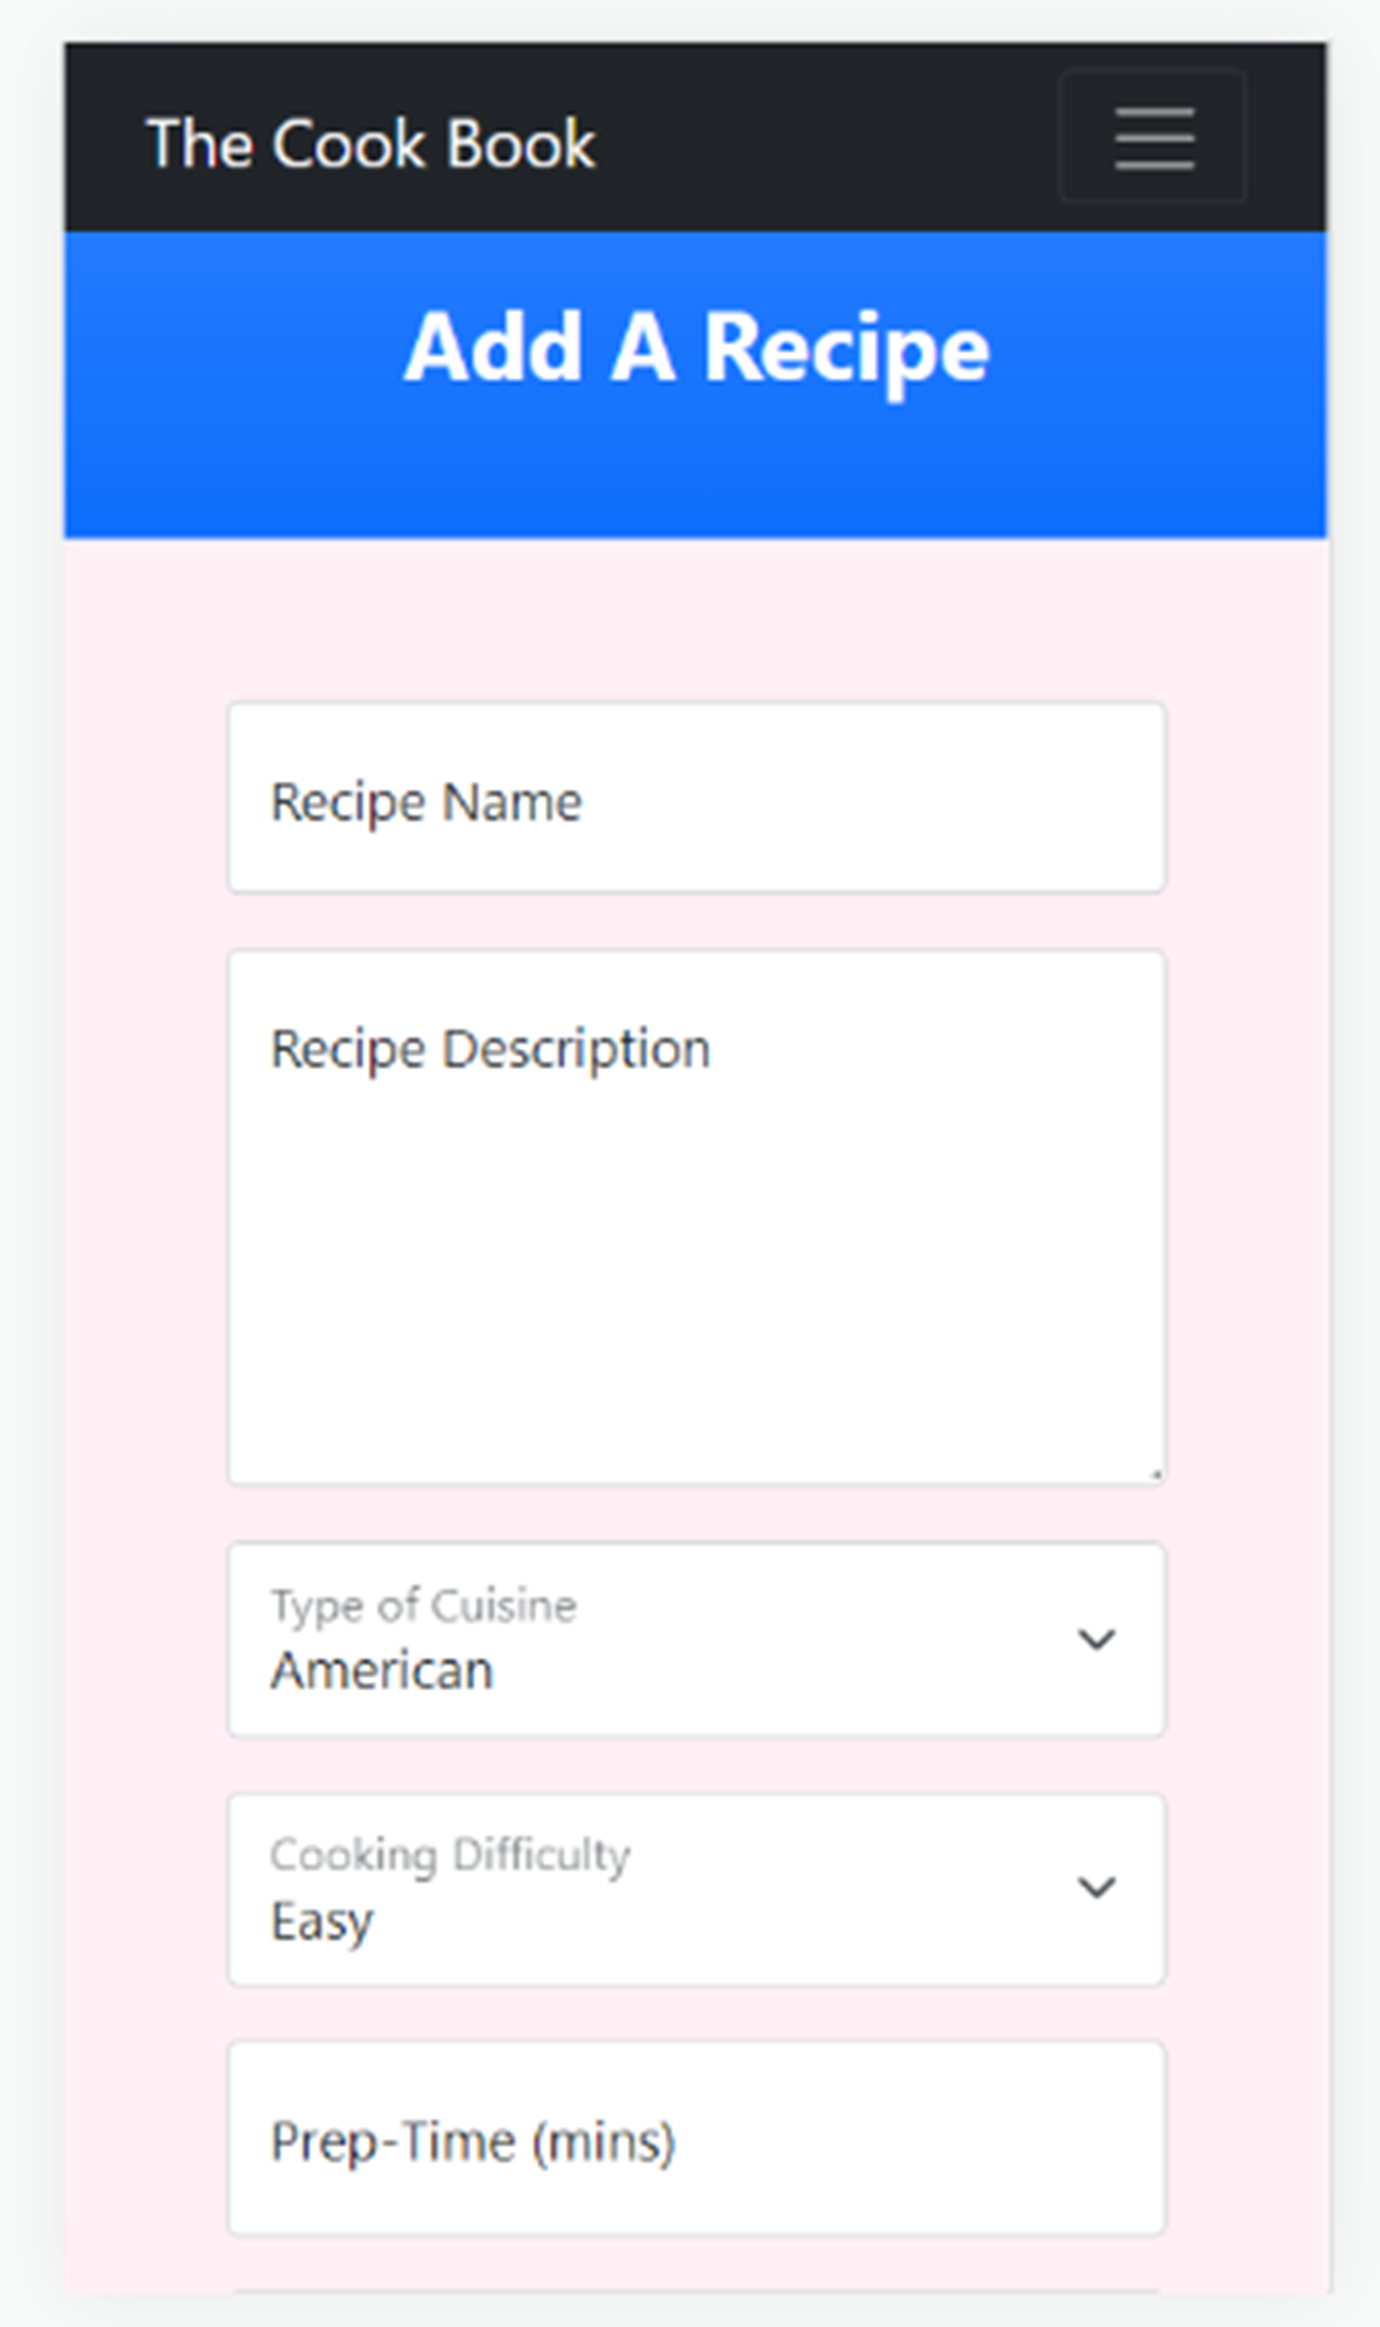 The Cook Book
Add A Recipe
Recipe Name
Recipe Description
Type of Cuisine
American
Cooking Difficulty
Easy
Prep-Time (mins)